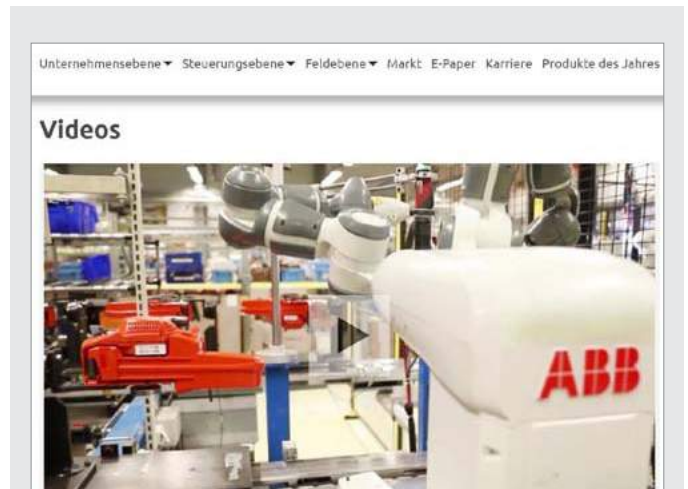 Unternehmensebene Steuerungsebene Feldebene Markt E-Paper Karriere Produkte des Jahres
Videos
ABB